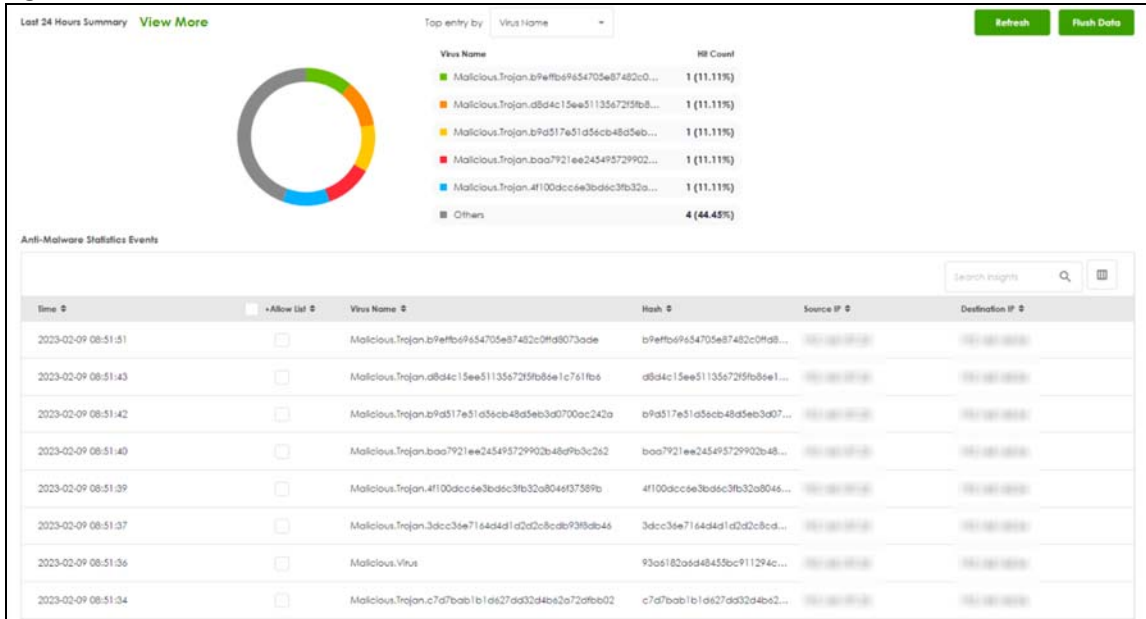 Last 24 Hours Summary View More Top entry by Virus Name Refresh Flush Data
Virus Name Hit Count
Malicious.Trojan.b9effb69654705e87482c0... 1 (11.11%)
Malicious.Trojan.d8d4c15ee51135672f5fb8... 1 (11.11%)
Malicious.Trojan.b9d517e51d56cb48d5eb... 1 (11.11%)
Malicious.Trojan.baa7921ee245495729902... 1 (11.11%)
Malicious.Trojan.4f100dcc6e3bd6c3fb32a... 1 (11.11%)
Others 4 (44.45%)
Anti-Malware Statistics Events
Search insights
Time +Allow List Virus Name Hash Source IP Destination IP
2023-02-09 08:51:51 Malicious.Trojan.b9effb69654705e87482c0ffd8073ade b9effb69654705e87482c0ffd8...
2023-02-09 08:51:43 Malicious.Trojan.d8d4c15ee51135672f5fb86e1c761fb6 d8d4c15ee51135672f5fb86e1...
2023-02-09 08:51:42 Malicious.Trojan.b9d517e51d56cb48d5eb3d0700ac242a b9d517e51d56cb48d5eb3d07...
2023-02-09 08:51:40 Malicious.Trojan.baa7921ee245495729902b48d9b3c262 baa7921ee245495729902b48...
2023-02-09 08:51:39 Malicious.Trojan.4f100dcc6e3bd6c3fb32a8046f37589b 4f100dcc6e3bd6c3fb32a8046...
2023-02-09 08:51:37 Malicious.Trojan.3dcc36e7164d4d1d2d2c8cdb93f8db46 3dcc36e7164d4d1d2d2c8cd...
2023-02-09 08:51:36 Malicious.Virus 93a6182a6d48455bc911294c...
2023-02-09 08:51:34 Malicious.Trojan.c7d7bab1b1d627dd32d4b62a72dfbb02 c7d7bab1b1d627dd32d4b62...